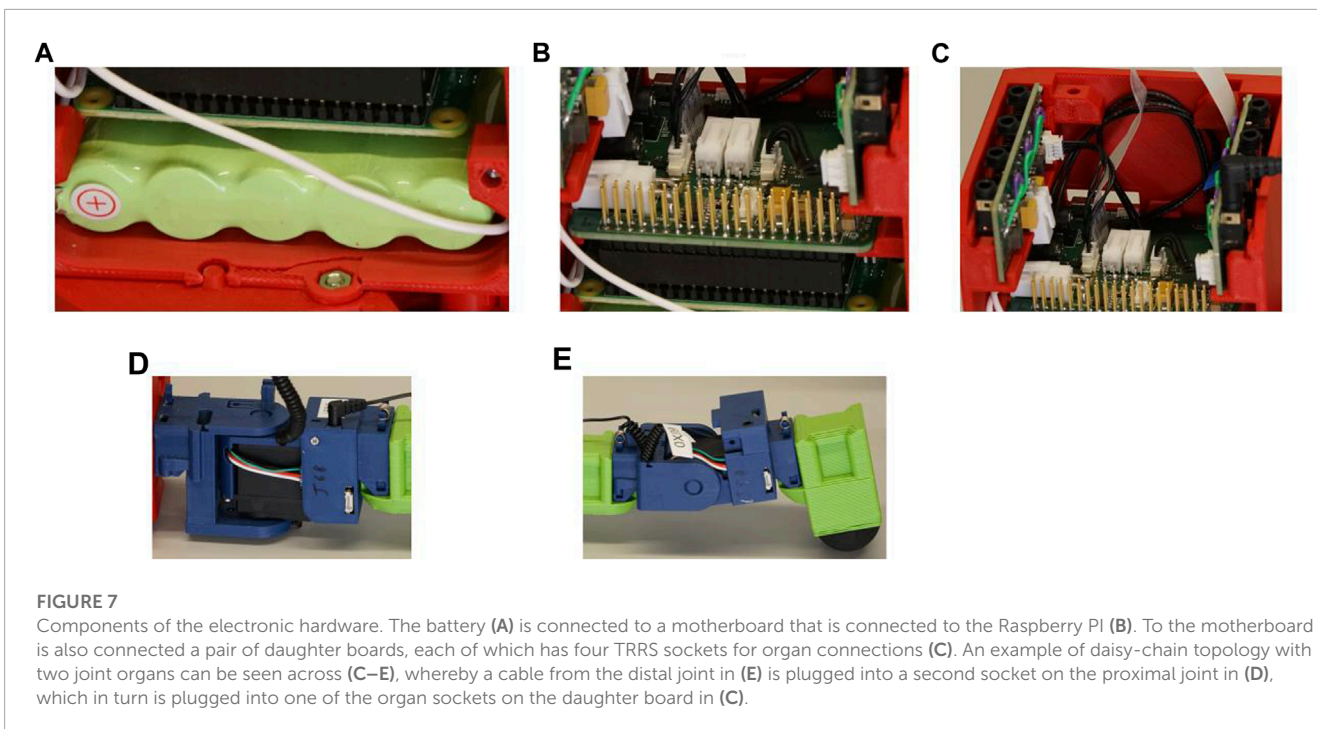 A
B
C
D
E
FIGURE 7
Components of the electronic hardware. The battery (A) is connected to a motherboard that is connected to the Raspberry PI (B). To the motherboard
is also connected a pair of daughter boards, each of which has four TRRS sockets for organ connections (C). An example of daisy-chain topology with
two joint organs can be seen across (C–E), whereby a cable from the distal joint in (E) is plugged into a second socket on the proximal joint in (D),
which in turn is plugged into one of the organ sockets on the daughter board in (C).